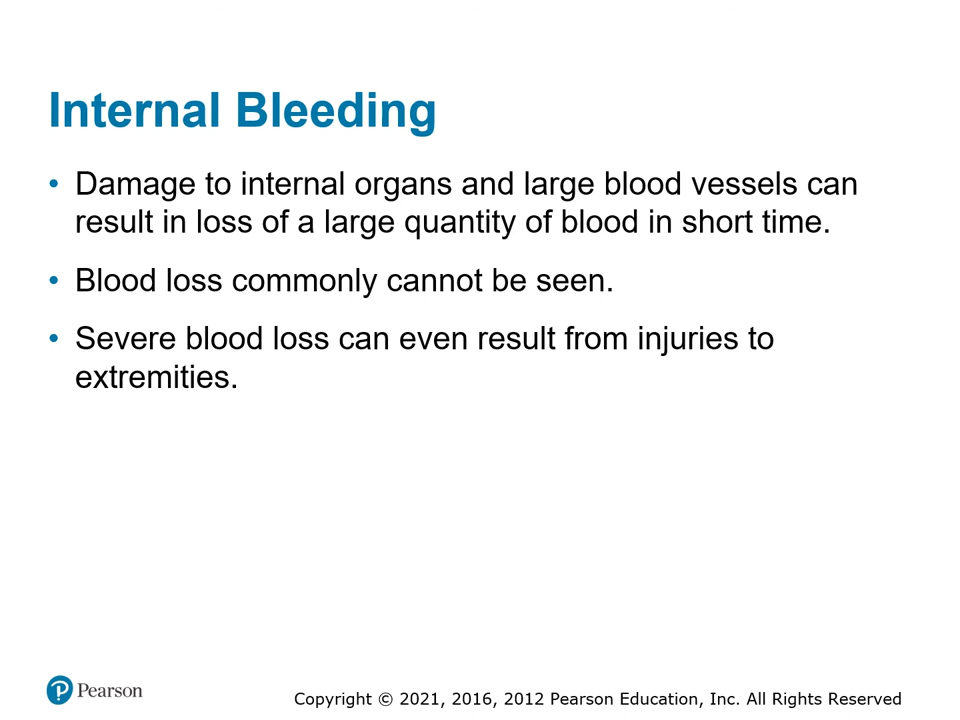 Internal Bleeding
• Damage to internal organs and large blood vessels can
result in loss of a large quantity of blood in short time.
• Blood loss commonly cannot be seen.
• Severe blood loss can even result from injuries to
extremities.
Pearson
Copyright © 2021, 2016, 2012 Pearson Education, Inc. All Rights Reserved